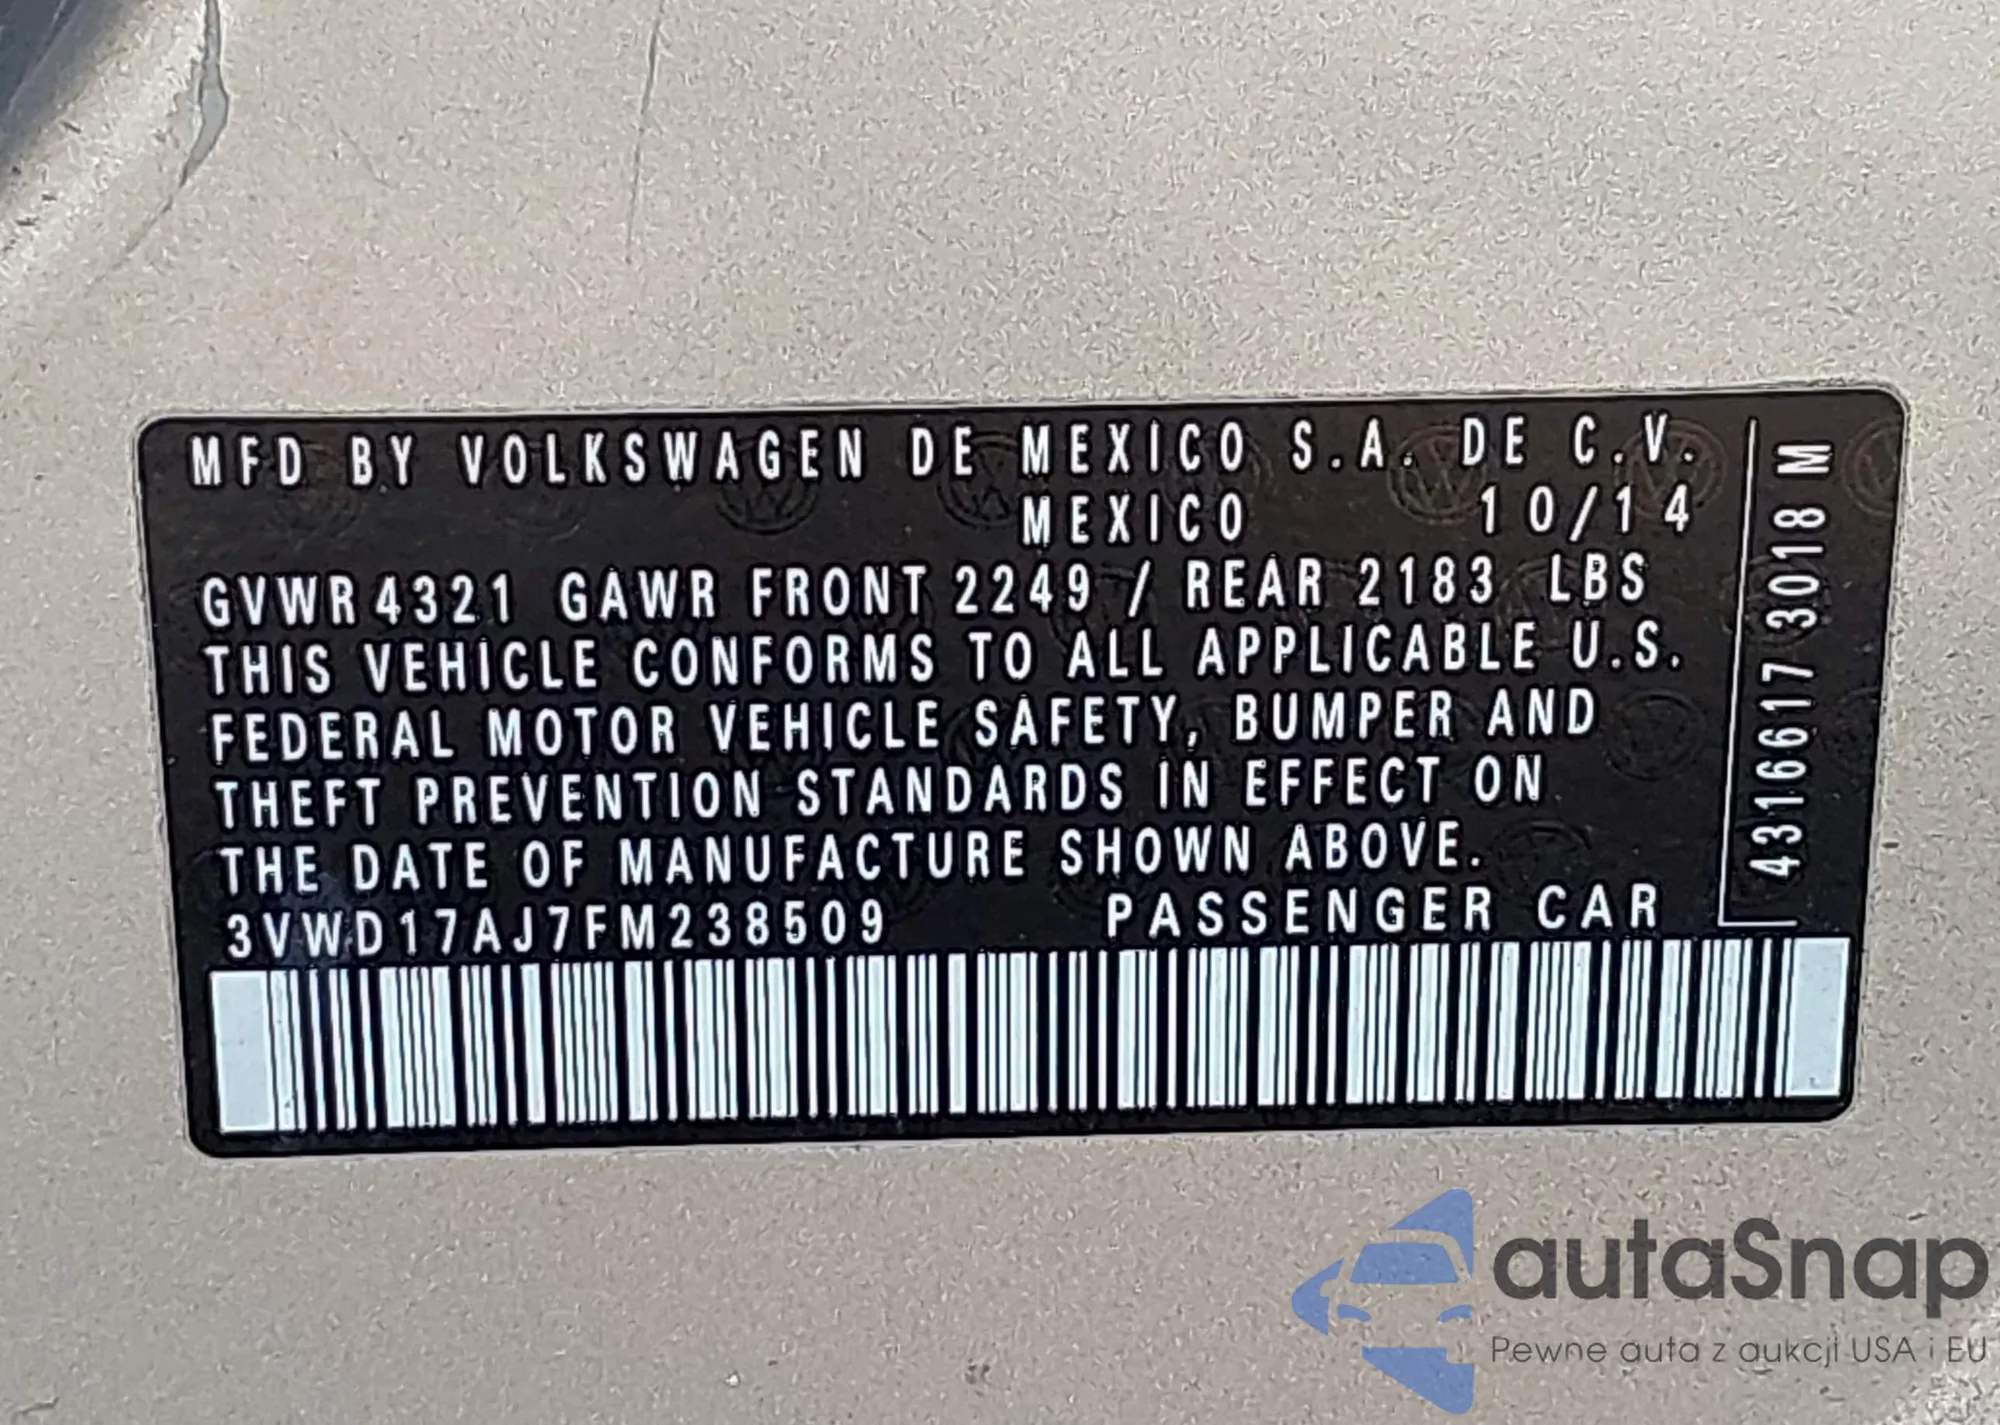 MFD BY VOLKSWAGEN DE MEXICO S.A. DE C.V.
MEXICO 10/14
GVWR 4321 GAWR FRONT 2249 / REAR 2183 LBS
THIS VEHICLE CONFORMS TO ALL APPLICABLE U.S.
FEDERAL MOTOR VEHICLE SAFETY, BUMPER AND
THEFT PREVENTION STANDARDS IN EFFECT ON
THE DATE OF MANUFACTURE SHOWN ABOVE.
3VWD17AJ7FM238509 PASSENGER CAR
4316617 3018 M
autaSnap
Pewne auta z aukcji USA i EU